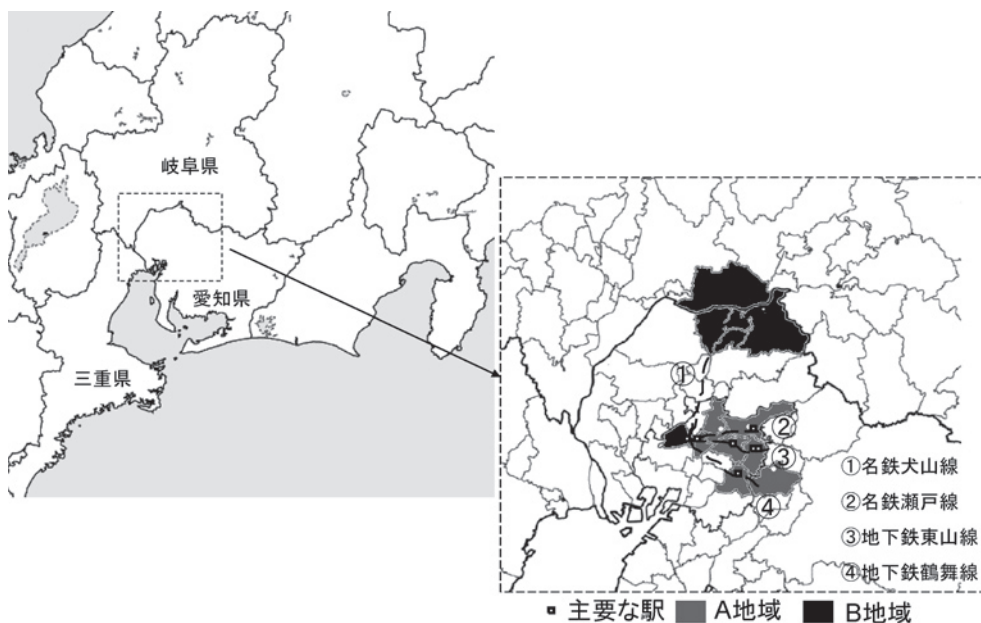 岐阜県
愛知県
三重県
①
②
③
④
①名鉄犬山線
②名鉄瀬戸線
③地下鉄東山線
④地下鉄鶴舞線
主要な駅 A地域 B地域